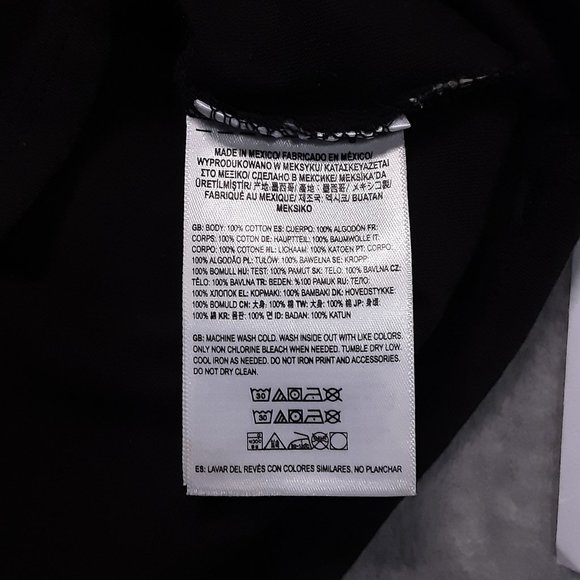 MADE IN MEXICO/ FABRICADO EN MÉXICO/
WYPRODUKOWANO W MEKSYKU/ ΚΑΤΑΣΚΕΥΑΖΕΤΑΙ
ΣΤΟ ΜΕΞΙΚΟ/ СДЕЛАНО В МЕКСИКЕ/ MEKSİKA'DA
ÜRETİLMİŞTİR/ 产地: 墨西哥/ 產地: 墨西哥/ メキシコ製/
FABRIQUÉ AU MEXIQUE/ 제조국: 멕시코/ BUATAN
MEKSIKO
GB: BODY: 100% COTTON ES: CUERPO: 100% ALGODÓN FR:
CORPS: 100% COTON DE: HAUPTTEIL: 100% BAUMWOLLE IT:
CORPO: 100% COTONE NL: LICHAAM: 100% KATOEN PT: CORPO:
100% ALGODÃO PL: TUŁÓW: 100% BAWEŁNA SE: KROPP:
100% BOMULL HU: TEST: 100% PAMUT SK: TELO: 100% BAVLNA CZ:
TĚLO: 100% BAVLNA TR: BEDEN: %100 PAMUK RU: ТЕЛО:
100% ХЛОПОК EL: ΚΟΡΜΑΚΙ: 100% ΒΑΜΒΑΚΙ DK: HOVEDSTYKKE:
100% BOMULD CN: 大身: 100% 棉 TW: 大身: 100% 棉 JP: 身頃:
100% 綿 KR: 몸판: 100% 면 ID: BADAN: 100% KATUN
GB: MACHINE WASH COLD. WASH INSIDE OUT WITH LIKE COLORS.
ONLY NON CHLORINE BLEACH WHEN NEEDED. TUMBLE DRY LOW.
COOL IRON AS NEEDED. DO NOT IRON PRINT AND ACCESSORIES.
DO NOT DRY CLEAN.
30
30
ES: LAVAR DEL REVÉS CON COLORES SIMILARES. NO PLANCHAR